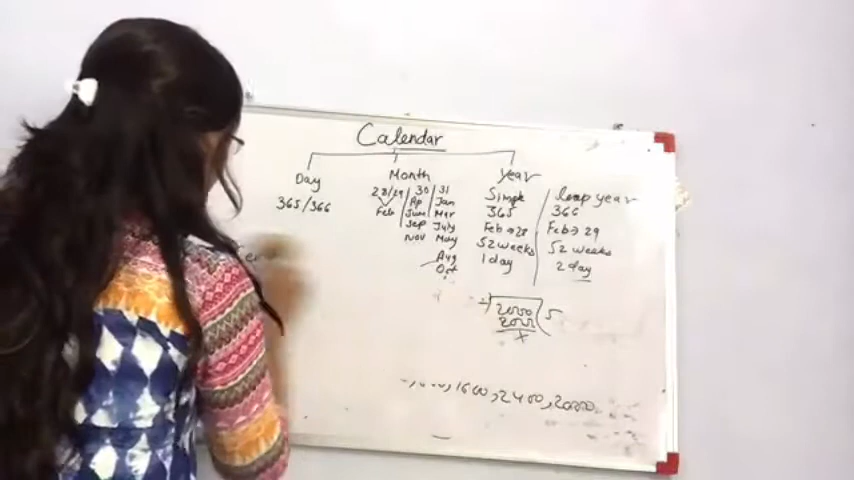 Calendar
Day Month Year
365/366
28/29
Feb
30
Ap
June
Sep
Nov
31
Jan
Mar
July
May
Aug
Oct
Simple
365
Feb → 28
52 weeks
1 day
leap year
366
Feb → 29
52 weeks
2 day
2000
5
x
1600, 2400, 2000